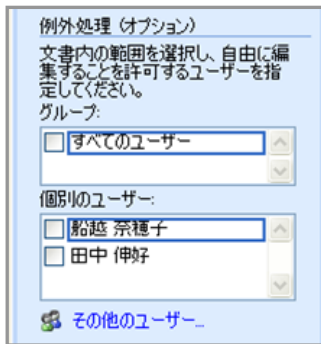 例外処理 (オプション)
文書内の範囲を選択し、自由に編
集することを許可するユーザーを指
定してください。
グループ:
すべてのユーザー
個別のユーザー:
船越 奈穂子
田中 伸好
その他のユーザー...